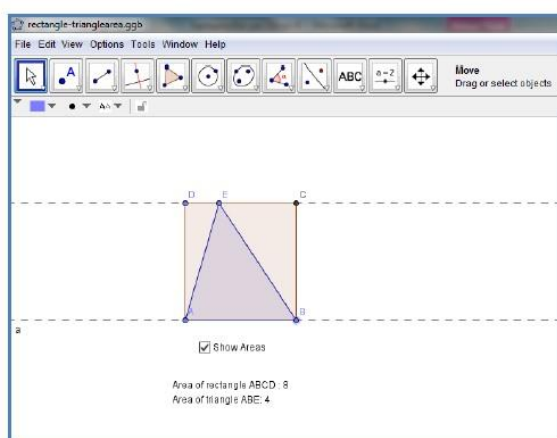 rectangle-trianglearea.ggb
File Edit View Options Tools Window Help
A ABC a=2 Move
Drag or select objects
D E C
A B
a
Show Areas
Area of rectangle ABCD : 8
Area of triangle ABE: 4